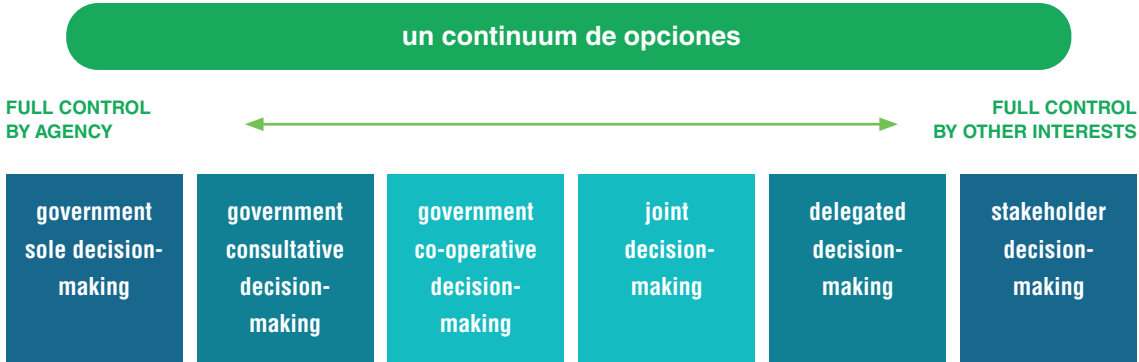 un continuum de opciones
FULL CONTROL
BY AGENCY
FULL CONTROL
BY OTHER INTERESTS
government
sole decision-
making
government
consultative
decision-
making
government
co-operative
decision-
making
joint
decision-
making
delegated
decision-
making
stakeholder
decision-
making